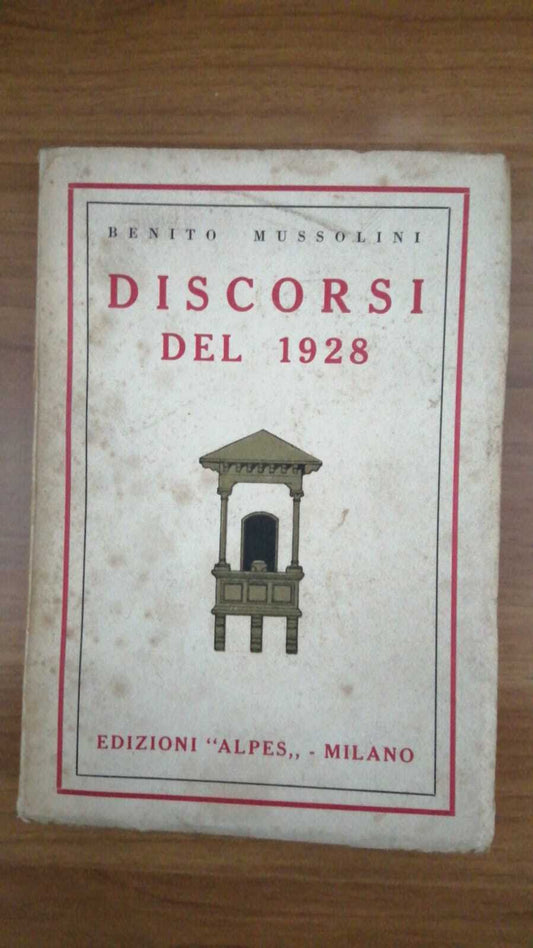 BENITO MUSSOLINI
DISCORSI
DEL 1928
EDIZIONI “ALPES„ - MILANO